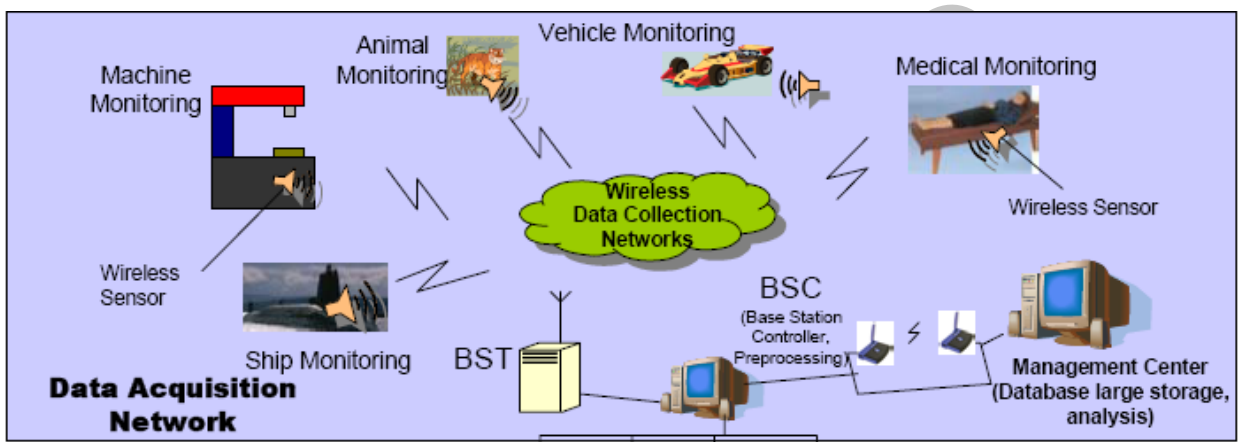 Machine
Monitoring
Animal
Monitoring
Vehicle Monitoring
Medical Monitoring
Wireless
Data Collection
Networks
Wireless Sensor
Wireless
Sensor
Ship Monitoring
BST
BSC
(Base Station
Controller,
Preprocessing)
Management Center
(Database large storage,
analysis)
Data Acquisition
Network